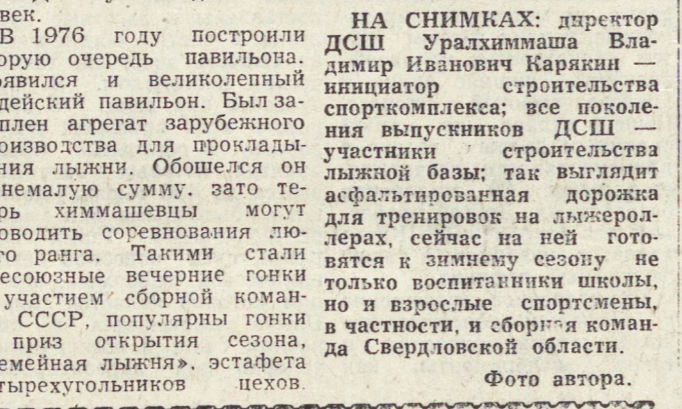 век.
В 1976 году построили
орую очередь павильона.
оявился и великолепный
дейский павильон. Был за-
плен агрегат зарубежного
оизводства для проклады-
ния лыжни. Обошелся он
немалую сумму, зато те-
рь химмашевцы могут
оводить соревнования лю-
го ранга. Такими стали
есоюзные вечерние гонки
участием сборной коман-
СССР, популярны гонки
приз открытия сезона,
емейная лыжня», эстафета
тырехугольников цехов.
НА СНИМКАХ: директор
ДСШ Уралхиммаша Вла-
димир Иванович Карякин —
инициатор строительства
спорткомплекса; все поколе-
ния выпускников ДСШ —
участники строительства
лыжной базы; так выглядит
асфальтированная дорожка
для тренировок на лыжерол-
лерах, сейчас на ней гото-
вятся к зимнему сезону не
только воспитанники школы,
но и взрослые спортсмены,
в частности, и сборная коман-
да Свердловской области.
Фото автора.